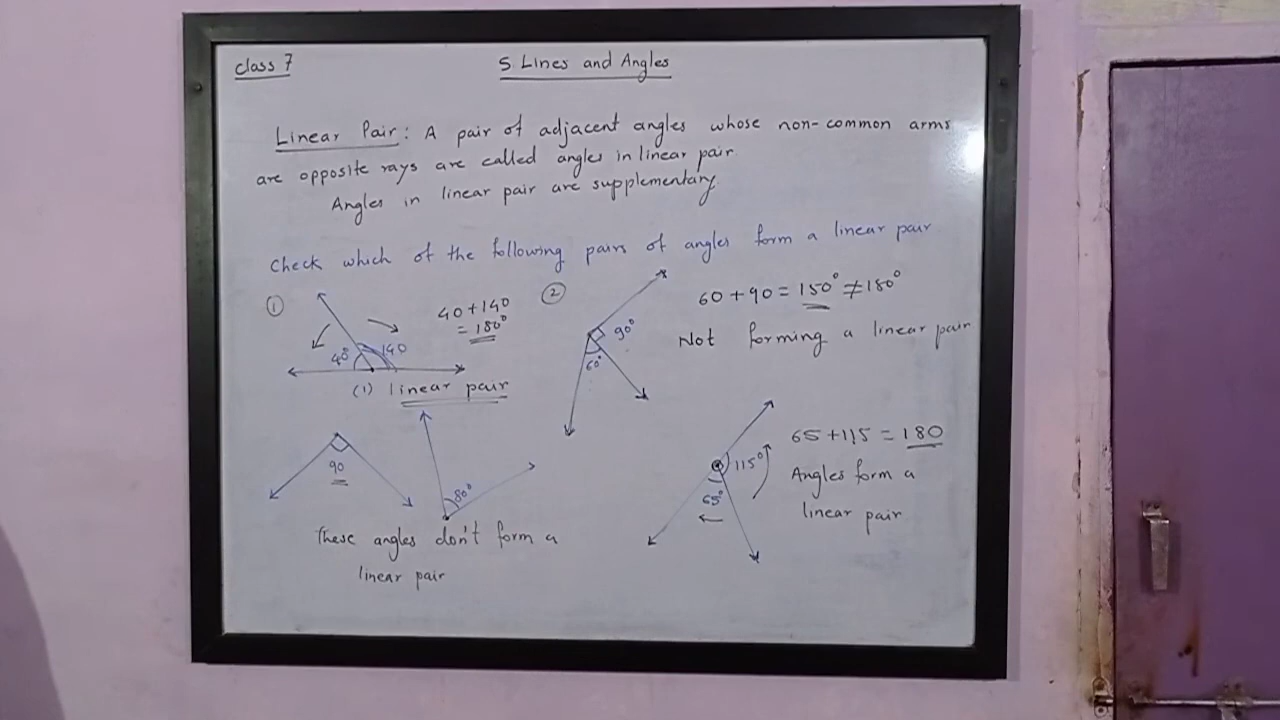 class 7
5 Lines and Angles
Linear Pair: A pair of adjacent angles whose non-common arms
are opposite rays are called angles in linear pair.
Angles in linear pair are supplementary.
Check which of the following pairs of angles form a linear pair
①
40+140
= 180°
40°
140
(1) linear pair
②
90°
60°
60+90 = 150° ≠ 180°
Not forming a linear pair
90
80°
These angles don't form a
linear pair
115°
65°
65+115 = 180
Angles form a
linear pair